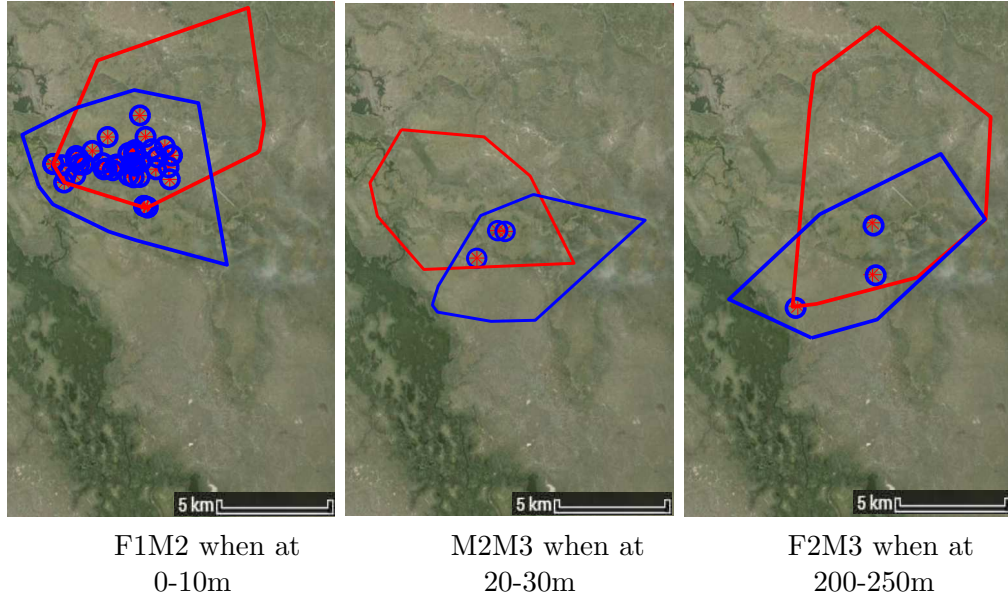 5 km
5 km
5 km
F1M2 when at
0-10m
M2M3 when at
20-30m
F2M3 when at
200-250m